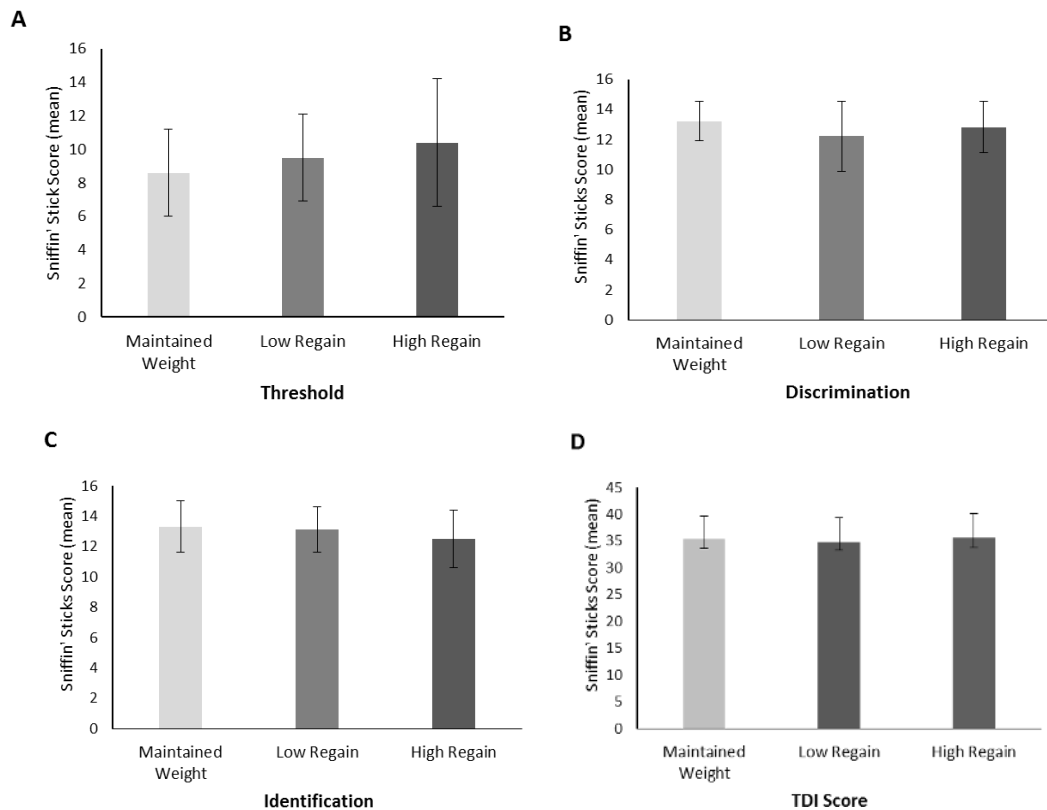 A
Sniffin' Stick Score (mean)
16
14
12
10
8
6
4
2
0
Maintained
Weight
Low Regain
High Regain
Threshold
B
Sniffin' Sticks Score (mean)
16
14
12
10
8
6
4
2
0
Maintained
Weight
Low Regain
High Regain
Discrimination
C
Sniffin' Sticks Score (mean)
16
14
12
10
8
6
4
2
0
Maintained
Weight
Low Regain
High Regain
Identification
D
Sniffin' Sticks Score (mean)
45
40
35
30
25
20
15
10
5
0
Maintained
Weight
Low Regain
High Regain
TDI Score